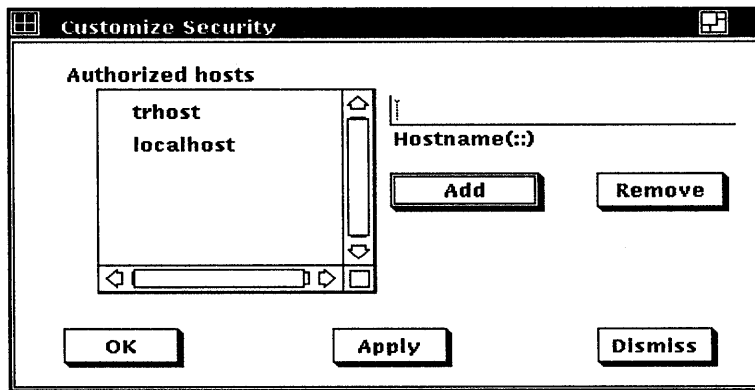 Customize Security
Authorized hosts
trhost
localhost
Hostname(::)
Add
Remove
OK
Apply
Dismiss